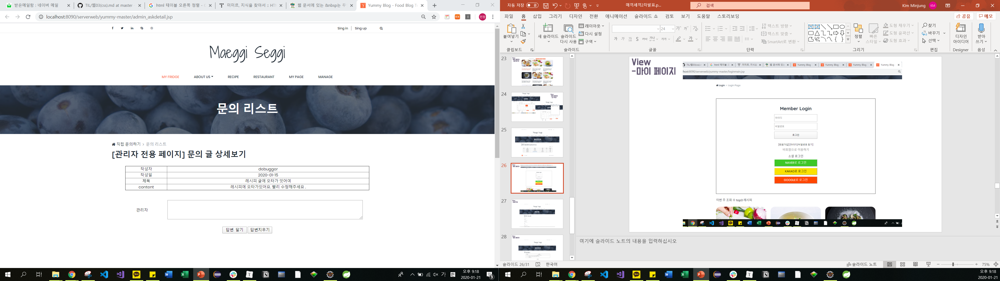 받은메일함 : 네이버 메일
TIL/웹03(css).md at master
html 테이블 오른쪽 정렬 - G
미미르, 지식을 찾아서 :: HTM
웹 문서에 있는 &nbsp는 무엇
Yummy Blog - Food Blog Te
localhost:8090/serverweb/yummy-master/admin_askdetail.jsp
EX
민정
Sing in
Sing up
Maeggi Seggi
MY FRIDGE
ABOUT US
RECIPE
RESTAURANT
MY PAGE
MANAGE
문의 리스트
직접 문의하기 > 문의 리스트
[관리자 전용 페이지] 문의 글 상세보기
작성자 debugger
작성일 2020-01-15
제목 레시피 글에 오타가 잇어여
content 레시피에 오타가있어요. 빨리 수정해주세요 .
관리자
답변 달기
답변지우기
오후 9:18
2020-01-21
자동 저장
끔
매끼세끼2차발표.p...
검색
Kim Minjung
KM
파일 홈 삽입 그리기 디자인 전환 애니메이션 슬라이드 쇼 검토 보기 도움말 스토리보딩
공유
메모
붙여넣기
새 슬라이드
슬라이드 다시 사용
레이아웃
다시 설정
구역
24
텍스트 방향
텍스트 맞춤
SmartArt로 변환
정렬
빠른 스타일
도형 채우기
도형 윤곽선
도형 효과
찾기
바꾸기
선택
디자인 아이디어
받아쓰기
클립보드
슬라이드
글꼴
단락
그리기
편집
Designer
음성
23
24
25
26
27
28
View
-마이 페이지
host:8090/serverweb/yummy-master/loginmain.jsp
Login > Login Page
Member Login
아이디
비밀번호
로그인
[회원가입] [아이디/비밀번호 찾기]
비회원으로 이용하기
소셜 로그인
NAVER로 로그인
KAKAO로 로그인
GOOGLE로 로그인
이번 주 조회 수 top3 레시피
여기에 슬라이드 노트의 내용을 입력하십시오
슬라이드 26/31
한국어
슬라이드 노트
75%
오후 9:18
2020-01-21